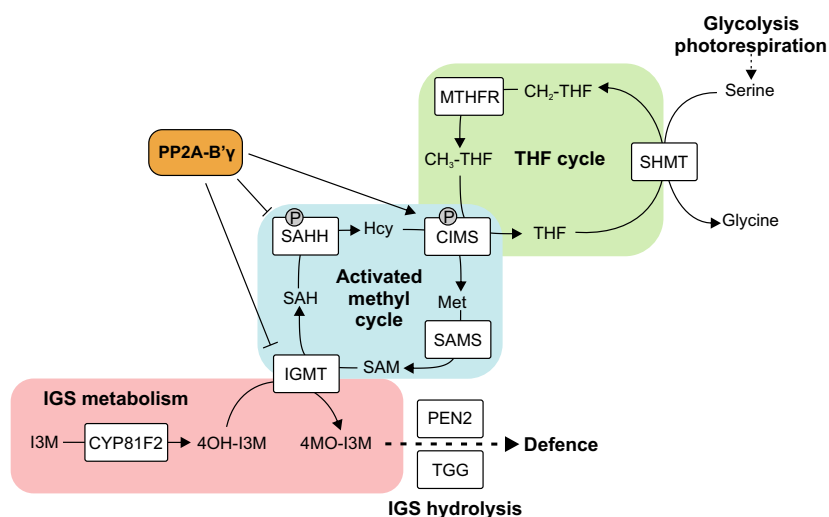 Glycolysis
photorespiration
MTHFR
CH₂-THF
Serine
PP2A-B'γ
CH₃-THF
THF cycle
SHMT
P
P
SAHH
Hcy
CIMS
THF
Glycine
Activated
methyl
cycle
SAH
Met
SAMS
IGMT
SAM
IGS metabolism
PEN2
I3M
CYP81F2
4OH-I3M
4MO-I3M
Defence
TGG
IGS hydrolysis